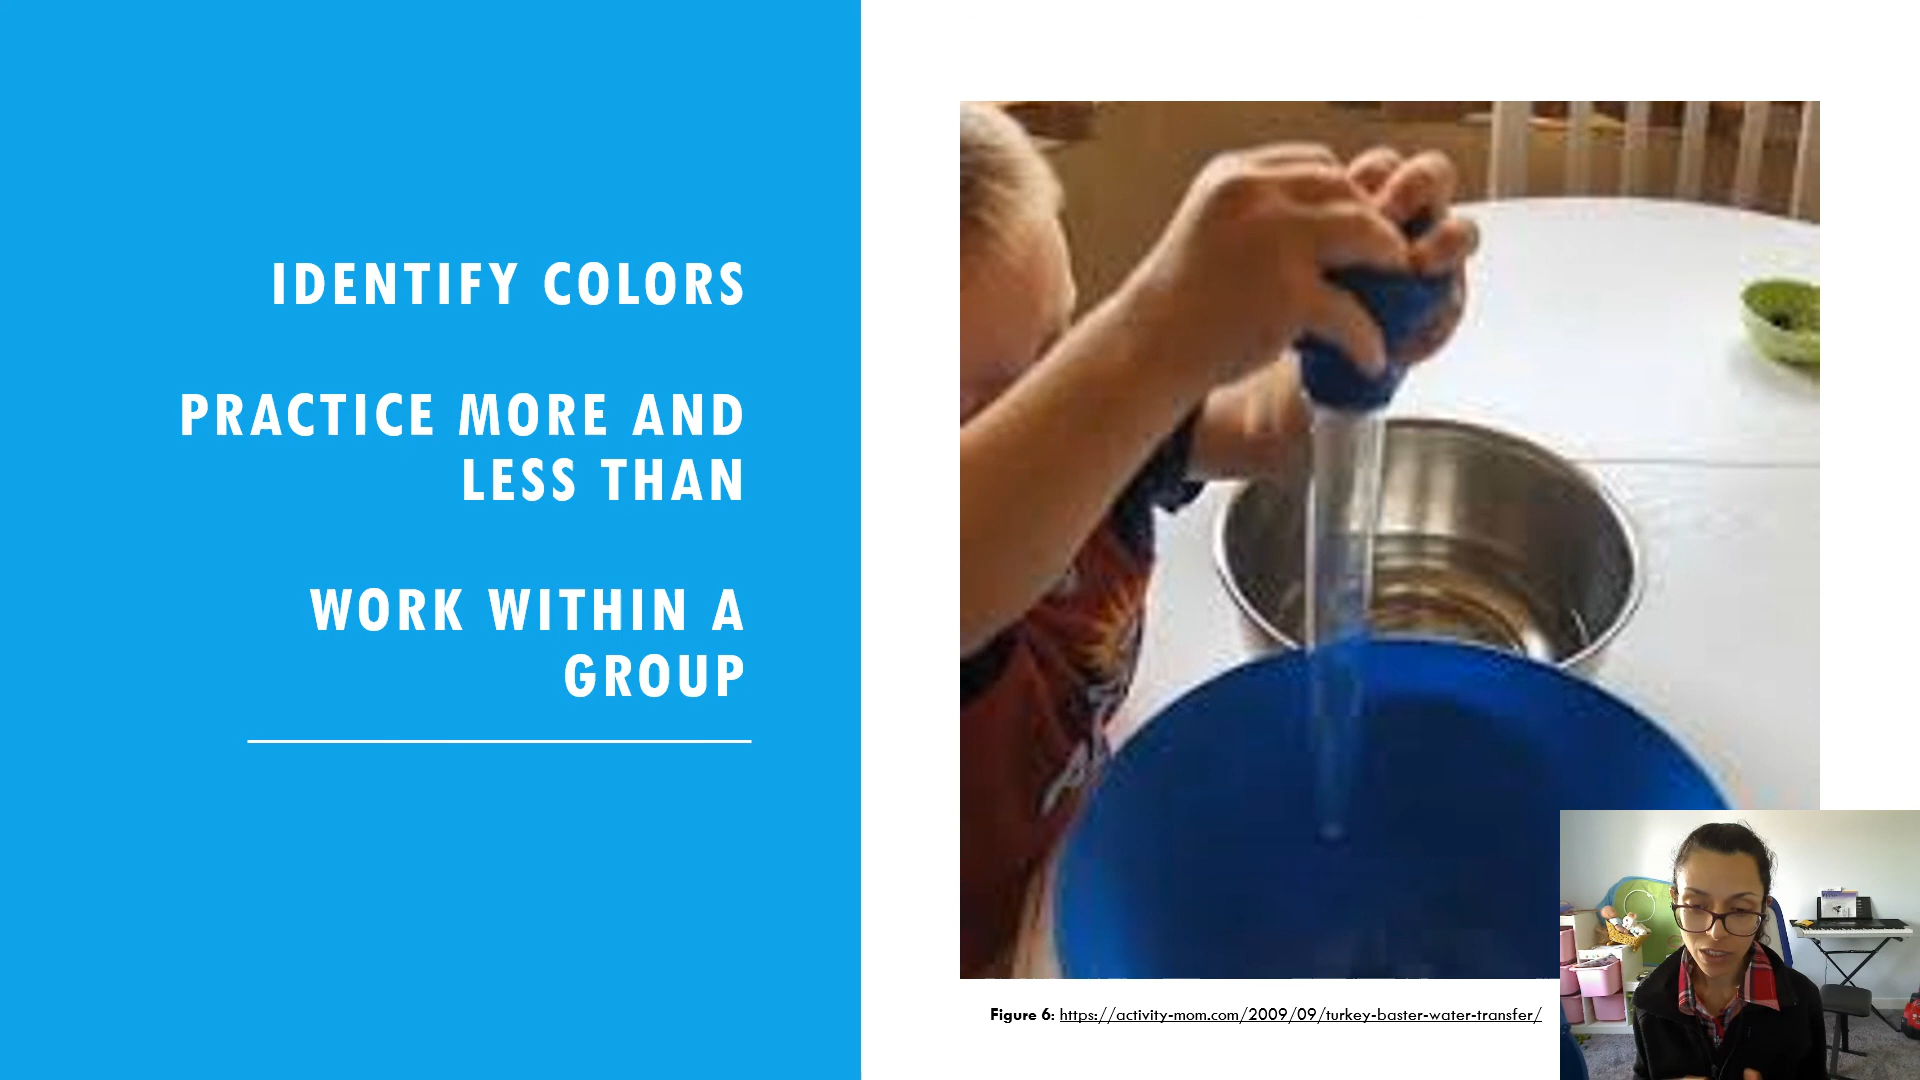 IDENTIFY COLORS
PRACTICE MORE AND
LESS THAN
WORK WITHIN A
GROUP
Figure 6: https://activity-mom.com/2009/09/turkey-baster-water-transfer/